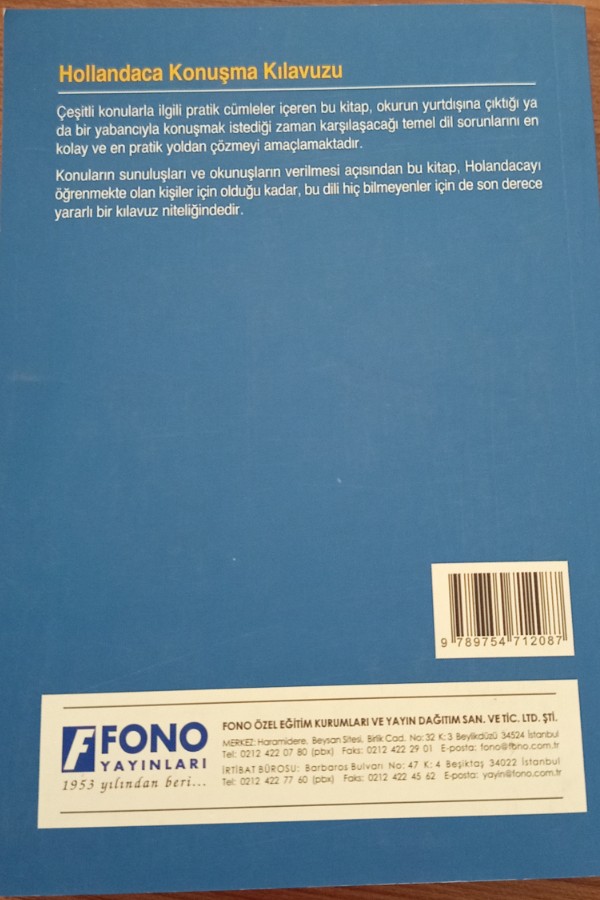 Hollandaca Konuşma Kılavuzu
Çeşitli konularla ilgili pratik cümleler içeren bu kitap, okurun yurtdışına çıktığı ya
da bir yabancıyla konuşmak istediği zaman karşılaşacağı temel dil sorunlarını en
kolay ve en pratik yoldan çözmeyi amaçlamaktadır.
Konuların sunuluşları ve okunuşların verilmesi açısından bu kitap, Holandacayı
öğrenmekte olan kişiler için olduğu kadar, bu dili hiç bilmeyenler için de son derece
yararlı bir kılavuz niteliğindedir.
9 789754 712087
FONO
YAYINLARI
1953 yılından beri...
FONO ÖZEL EĞİTİM KURUMLARI VE YAYIN DAĞITIM SAN. VE TİC. LTD. ŞTİ.
MERKEZ: Haramidere, Beysan Sitesi, Birlik Cad. No: 32 K: 3 Beylikdüzü 34524 İstanbul
Tel: 0212 422 07 80 (pbx) Faks: 0212 422 29 01 E-posta: fono@fono.com.tr
İRTİBAT BÜROSU: Barbaros Bulvarı No: 47 K: 4 Beşiktaş 34022 İstanbul
Tel: 0212 422 77 60 (pbx) Faks: 0212 422 45 62 E-posta: yayin@fono.com.tr